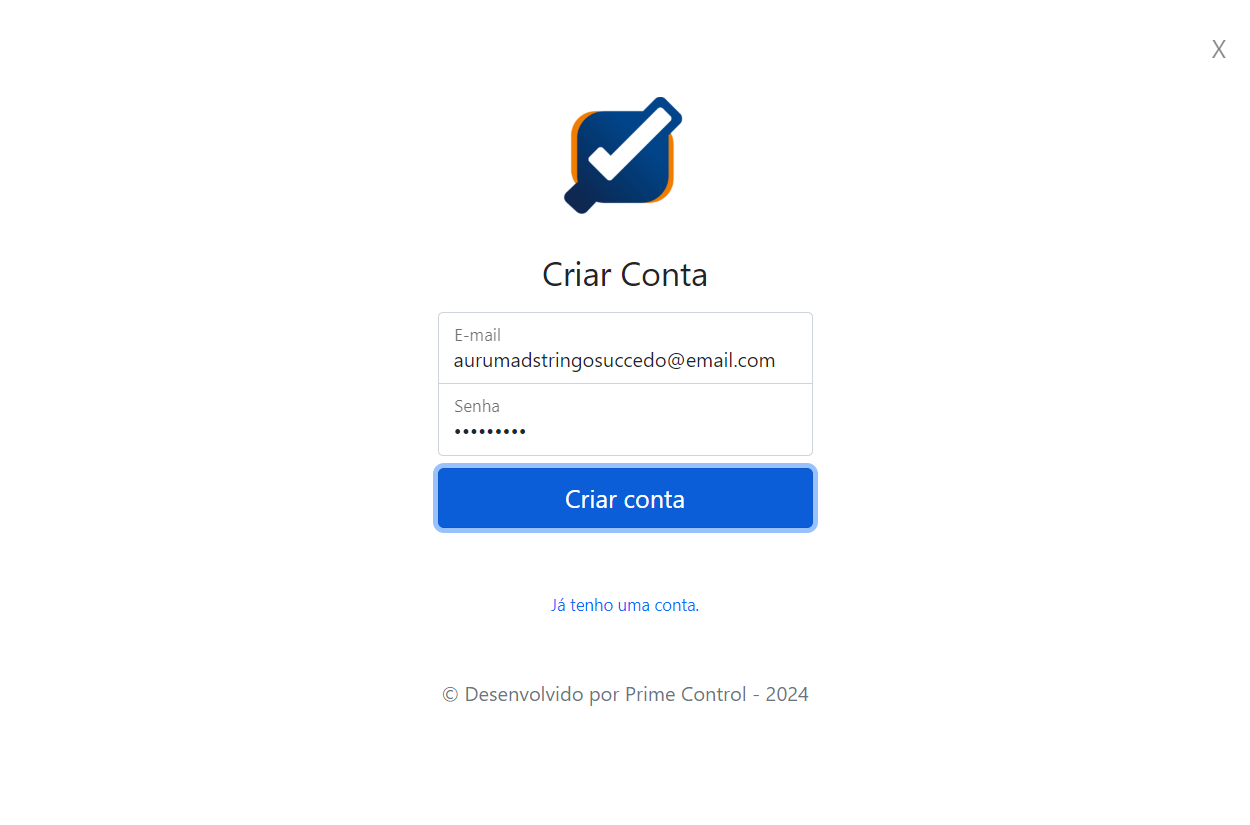 X
Criar Conta
E-mail
aurumadstringosuccedo@email.com
Senha
•••••••••
Criar conta
Já tenho uma conta.
© Desenvolvido por Prime Control - 2024